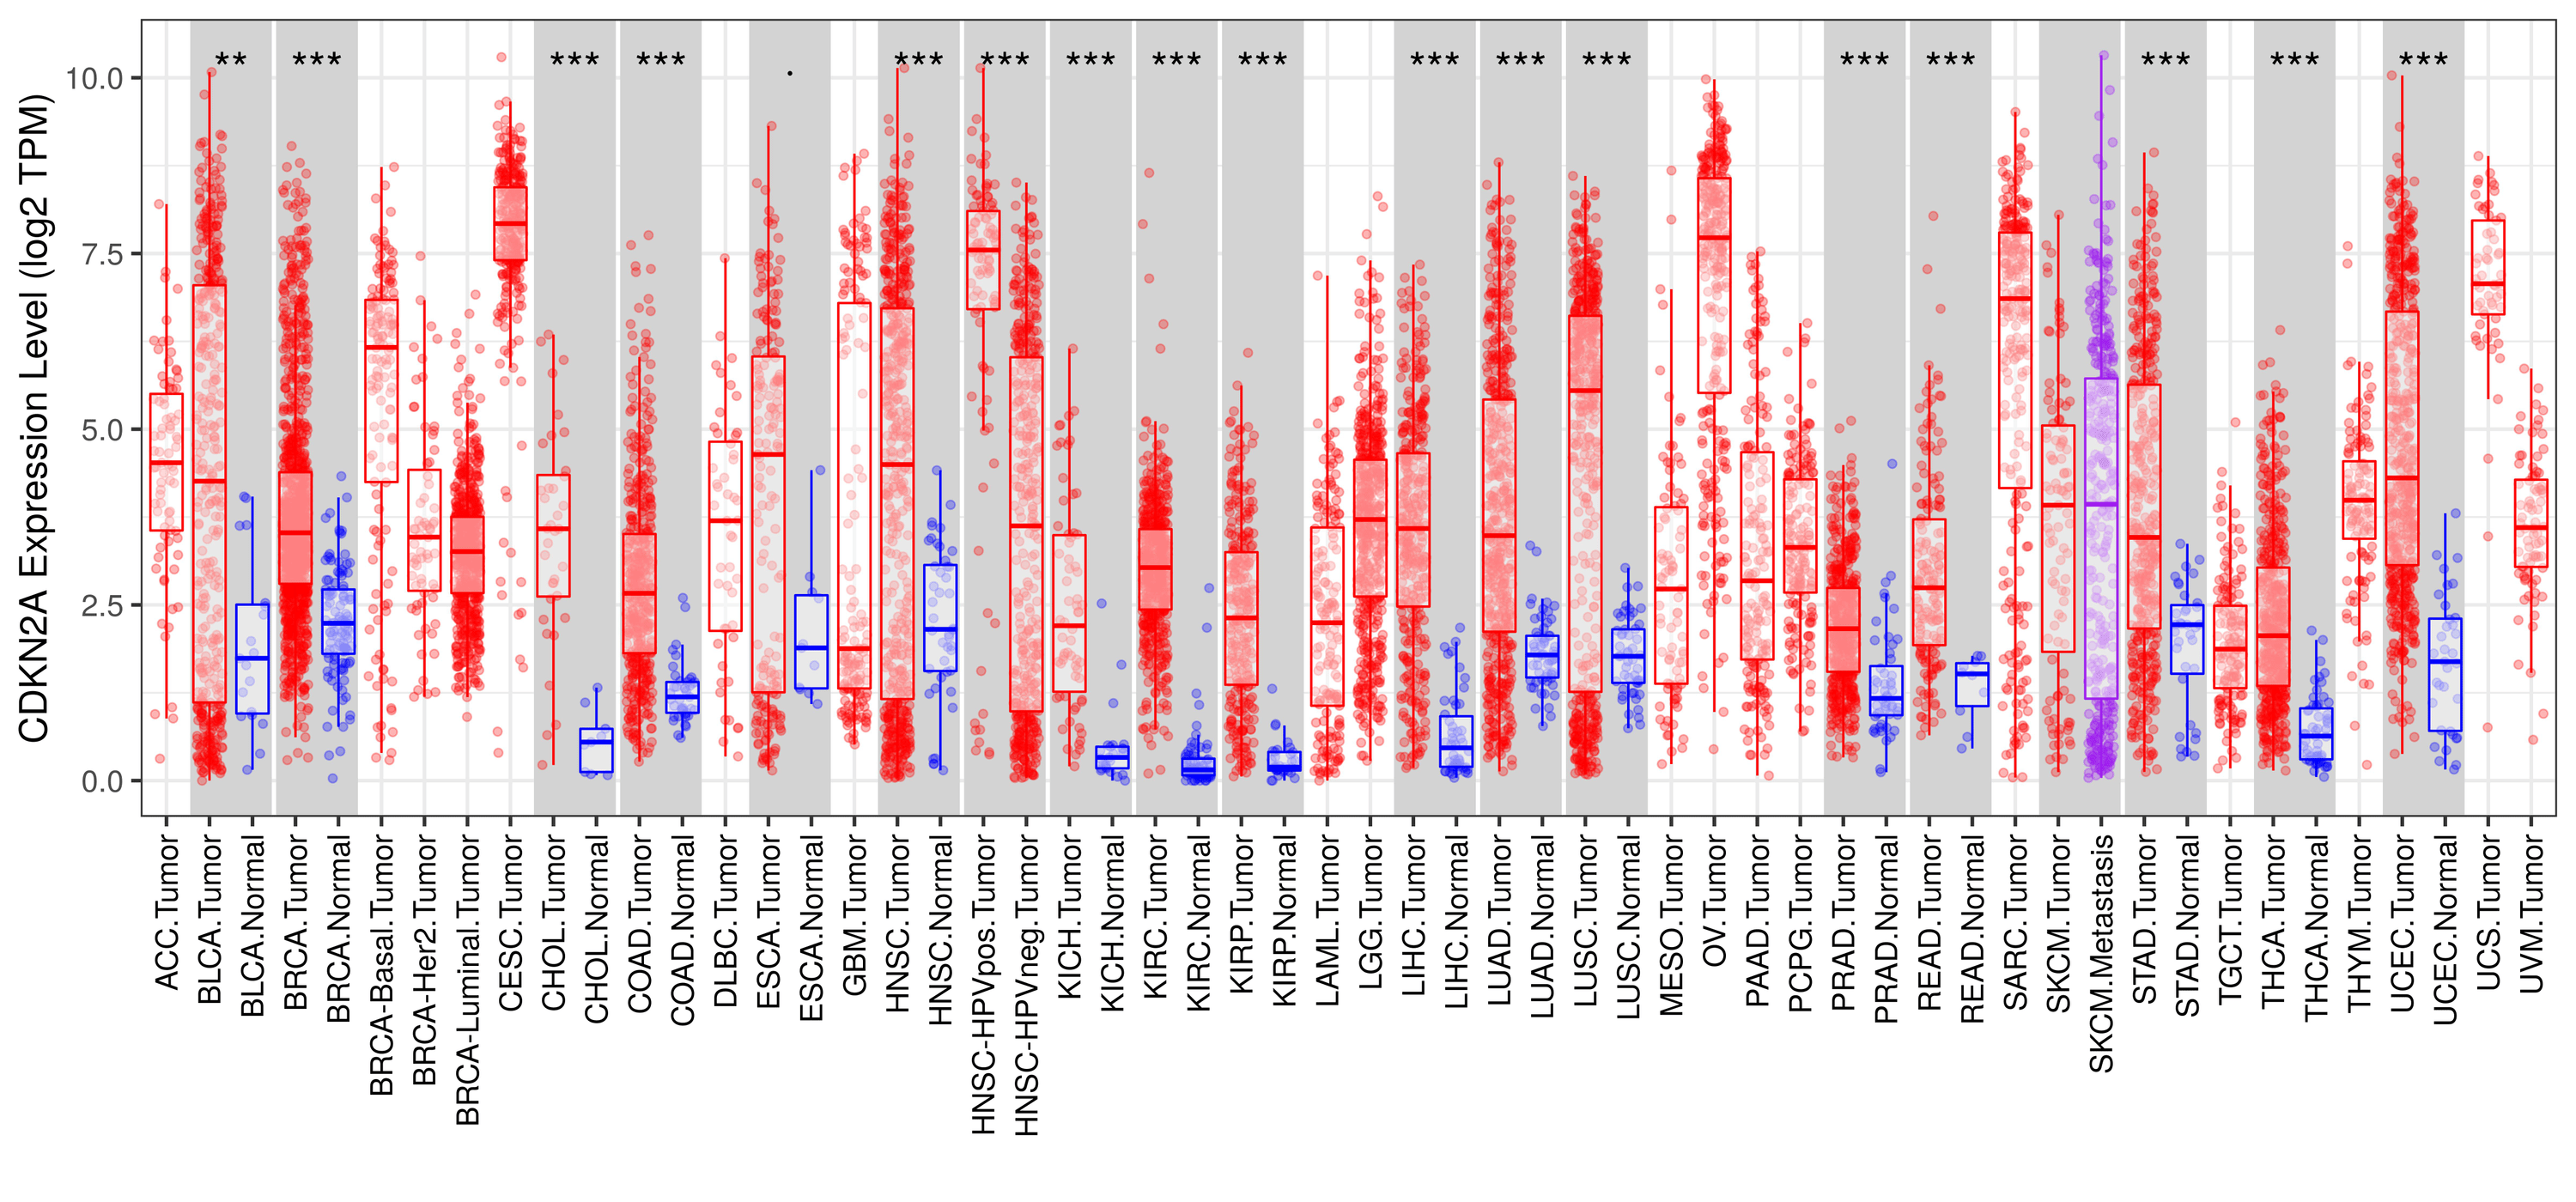 CDKN2A Expression Level (log2 TPM)
10.0
7.5
5.0
2.5
0.0
** *** *** *** . *** *** *** *** *** *** *** *** *** *** *** *** ***
ACC.Tumor
BLCA.Tumor
BLCA.Normal
BRCA.Tumor
BRCA.Normal
BRCA-Basal.Tumor
BRCA-Her2.Tumor
BRCA-Luminal.Tumor
CESC.Tumor
CHOL.Tumor
CHOL.Normal
COAD.Tumor
COAD.Normal
DLBC.Tumor
ESCA.Tumor
ESCA.Normal
GBM.Tumor
HNSC.Tumor
HNSC.Normal
HNSC-HPVpos.Tumor
HNSC-HPVneg.Tumor
KICH.Tumor
KICH.Normal
KIRC.Tumor
KIRC.Normal
KIRP.Tumor
KIRP.Normal
LAML.Tumor
LGG.Tumor
LIHC.Tumor
LIHC.Normal
LUAD.Tumor
LUAD.Normal
LUSC.Tumor
LUSC.Normal
MESO.Tumor
OV.Tumor
PAAD.Tumor
PCPG.Tumor
PRAD.Tumor
PRAD.Normal
READ.Tumor
READ.Normal
SARC.Tumor
SKCM.Tumor
SKCM.Metastasis
STAD.Tumor
STAD.Normal
TGCT.Tumor
THCA.Tumor
THCA.Normal
THYM.Tumor
UCEC.Tumor
UCEC.Normal
UCS.Tumor
UVM.Tumor